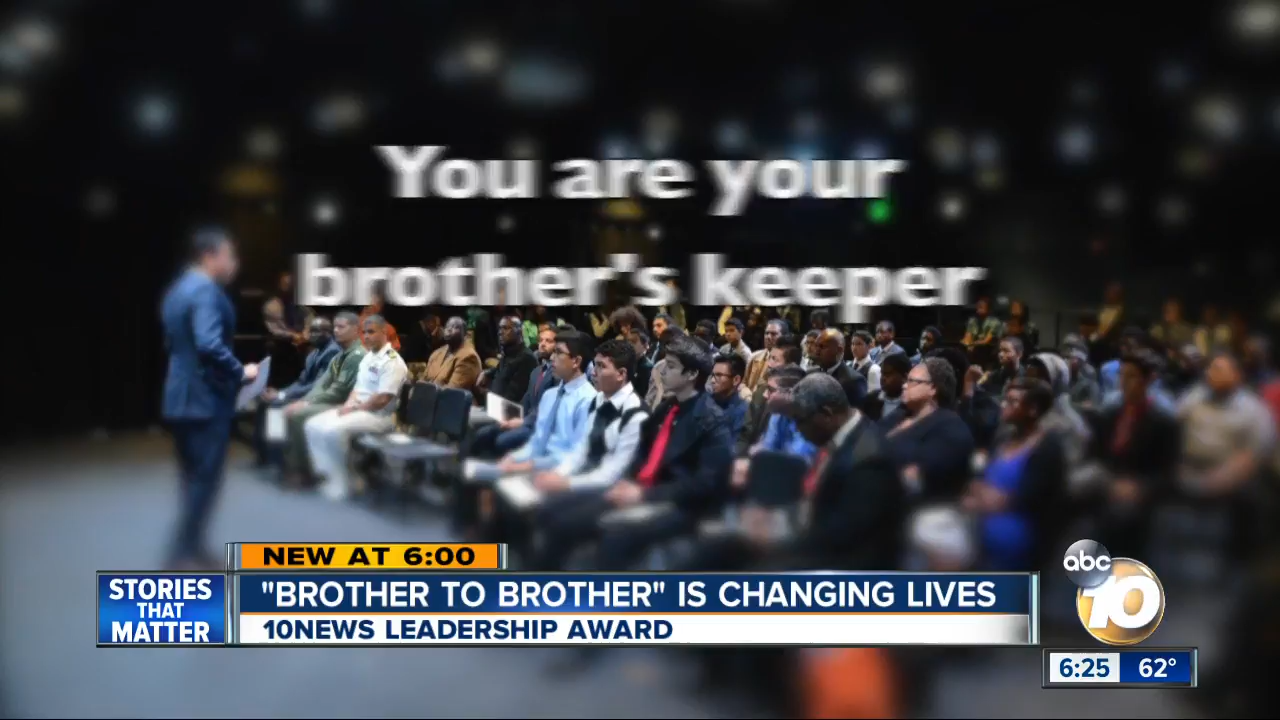 You are your
brother's keeper
NEW AT 6:00
STORIES
THAT
MATTER
"BROTHER TO BROTHER" IS CHANGING LIVES
10NEWS LEADERSHIP AWARD
abc
10
6:25 62°